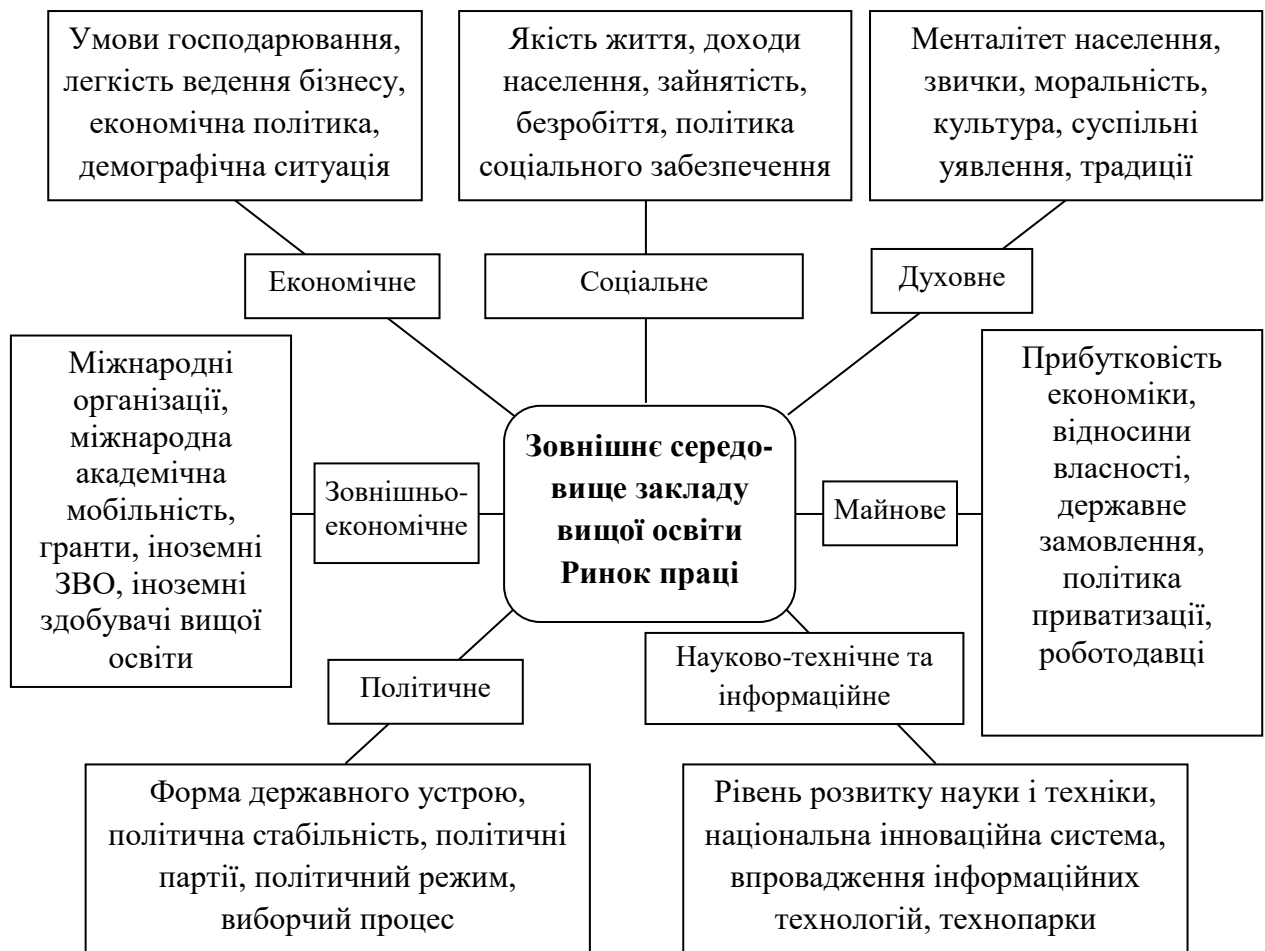 Умови господарювання,
легкість ведення бізнесу,
економічна політика,
демографічна ситуація
Якість життя, доходи
населення, зайнятість,
безробіття, політика
соціального забезпечення
Менталітет населення,
звички, моральність,
культура, суспільні
уявлення, традиції
Економічне
Соціальне
Духовне
Міжнародні
організації,
міжнародна
академічна
мобільність,
гранти, іноземні
ЗВО, іноземні
здобувачі вищої
освіти
Зовнішньо-
економічне
Зовнішнє середо-
вище закладу
вищої освіти
Ринок праці
Майнове
Прибутковість
економіки,
відносини
власності,
державне
замовлення,
політика
приватизації,
роботодавці
Політичне
Науково-технічне та
інформаційне
Форма державного устрою,
політична стабільність, політичні
партії, політичний режим,
виборчий процес
Рівень розвитку науки і техніки,
національна інноваційна система,
впровадження інформаційних
технологій, технопарки